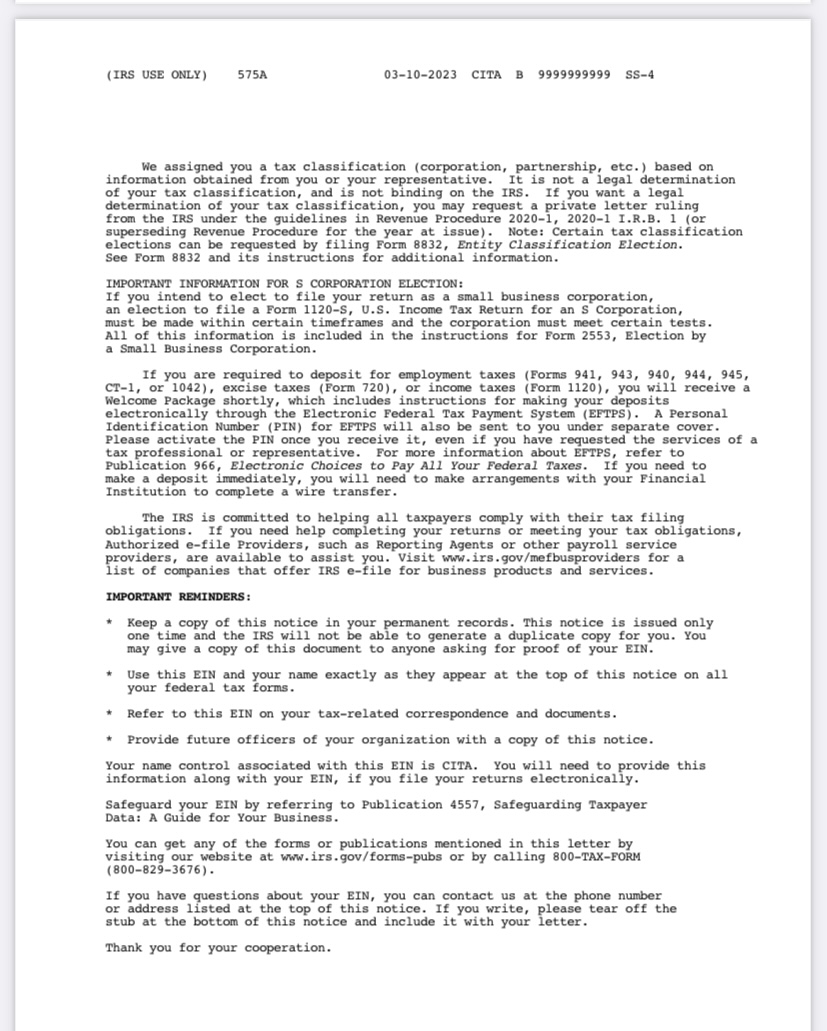 (IRS USE ONLY)    575A                03-10-2023  CITA  B  9999999999  SS-4
We assigned you a tax classification (corporation, partnership, etc.) based on
information obtained from you or your representative.  It is not a legal determination
of your tax classification, and is not binding on the IRS.  If you want a legal
determination of your tax classification, you may request a private letter ruling
from the IRS under the guidelines in Revenue Procedure 2020-1, 2020-1 I.R.B. 1 (or
superseding Revenue Procedure for the year at issue).  Note: Certain tax classification
elections can be requested by filing Form 8832, Entity Classification Election.
See Form 8832 and its instructions for additional information.
IMPORTANT INFORMATION FOR S CORPORATION ELECTION:
If you intend to elect to file your return as a small business corporation,
an election to file a Form 1120-S, U.S. Income Tax Return for an S Corporation,
must be made within certain timeframes and the corporation must meet certain tests.
All of this information is included in the instructions for Form 2553, Election by
a Small Business Corporation.
If you are required to deposit for employment taxes (Forms 941, 943, 940, 944, 945,
CT-1, or 1042), excise taxes (Form 720), or income taxes (Form 1120), you will receive a
Welcome Package shortly, which includes instructions for making your deposits
electronically through the Electronic Federal Tax Payment System (EFTPS).  A Personal
Identification Number (PIN) for EFTPS will also be sent to you under separate cover.
Please activate the PIN once you receive it, even if you have requested the services of a
tax professional or representative.  For more information about EFTPS, refer to
Publication 966, Electronic Choices to Pay All Your Federal Taxes.  If you need to
make a deposit immediately, you will need to make arrangements with your Financial
Institution to complete a wire transfer.
The IRS is committed to helping all taxpayers comply with their tax filing
obligations.  If you need help completing your returns or meeting your tax obligations,
Authorized e-file Providers, such as Reporting Agents or other payroll service
providers, are available to assist you. Visit www.irs.gov/mefbusproviders for a
list of companies that offer IRS e-file for business products and services.
IMPORTANT REMINDERS:
*  Keep a copy of this notice in your permanent records. This notice is issued only
one time and the IRS will not be able to generate a duplicate copy for you. You
may give a copy of this document to anyone asking for proof of your EIN.
*  Use this EIN and your name exactly as they appear at the top of this notice on all
your federal tax forms.
*  Refer to this EIN on your tax-related correspondence and documents.
*  Provide future officers of your organization with a copy of this notice.
Your name control associated with this EIN is CITA.  You will need to provide this
information along with your EIN, if you file your returns electronically.
Safeguard your EIN by referring to Publication 4557, Safeguarding Taxpayer
Data: A Guide for Your Business.
You can get any of the forms or publications mentioned in this letter by
visiting our website at www.irs.gov/forms-pubs or by calling 800-TAX-FORM
(800-829-3676).
If you have questions about your EIN, you can contact us at the phone number
or address listed at the top of this notice. If you write, please tear off the
stub at the bottom of this notice and include it with your letter.
Thank you for your cooperation.